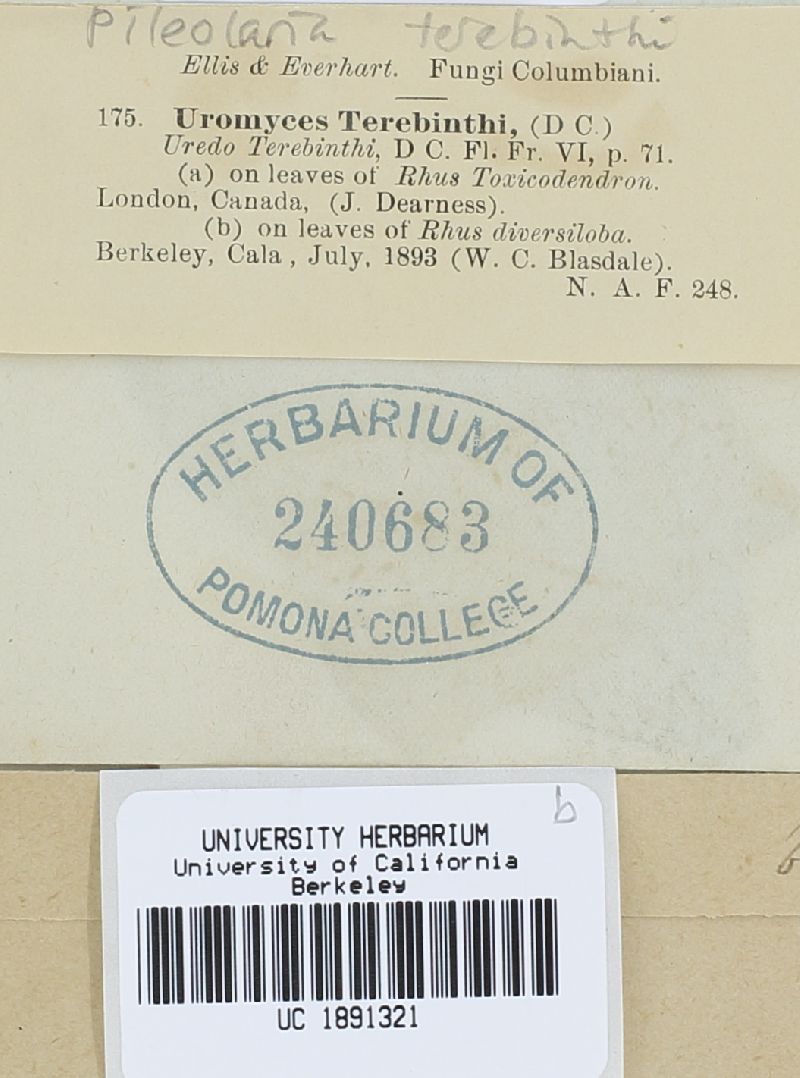 Pileolaria terebinthi
Ellis & Everhart. Fungi Columbiani.
175. Uromyces Terebinthi, (D C.)
Uredo Terebinthi, D C. Fl. Fr. VI, p. 71.
(a) on leaves of Rhus Toxicodendron.
London, Canada, (J. Dearness).
(b) on leaves of Rhus diversiloba.
Berkeley, Cala , July, 1893 (W. C. Blasdale).
N. A. F. 248.
HERBARIUM OF
240683
POMONA COLLEGE
b
UNIVERSITY HERBARIUM
University of California
Berkeley
UC 1891321